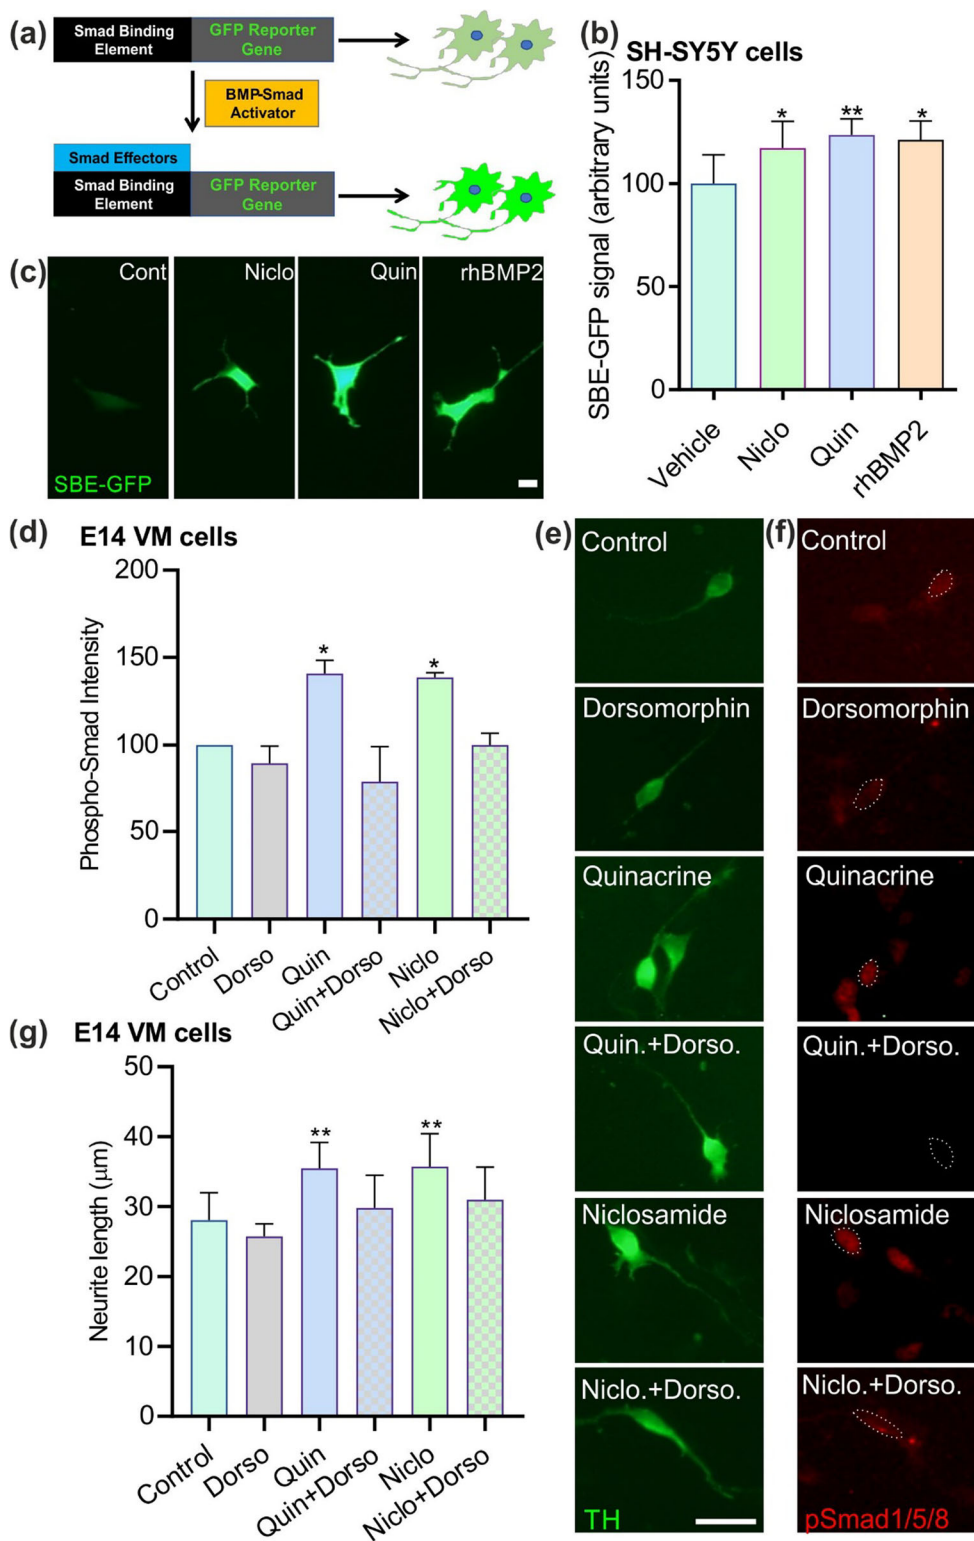 (a)
Smad Binding
Element
GFP Reporter
Gene
BMP-Smad
Activator
Smad Effectors
Smad Binding
Element
GFP Reporter
Gene
(b)
SH-SY5Y cells
SBE-GFP signal (arbitrary units)
150
100
50
0
*
**
*
Vehicle
Niclo
Quin
rhBMP2
(c)
Cont
Niclo
Quin
rhBMP2
SBE-GFP
(d)
E14 VM cells
Phospho-Smad Intensity
200
150
100
50
0
*
*
Control
Dorso
Quin
Quin+Dorso
Niclo
Niclo+Dorso
(e)
Control
Dorsomorphin
Quinacrine
Quin.+Dorso.
Niclosamide
Niclo.+Dorso.
TH
(f)
Control
Dorsomorphin
Quinacrine
Quin.+Dorso.
Niclosamide
Niclo.+Dorso.
pSmad1/5/8
(g)
E14 VM cells
Neurite length (μm)
50
40
30
20
10
0
**
**
Control
Dorso
Quin
Quin+Dorso
Niclo
Niclo+Dorso